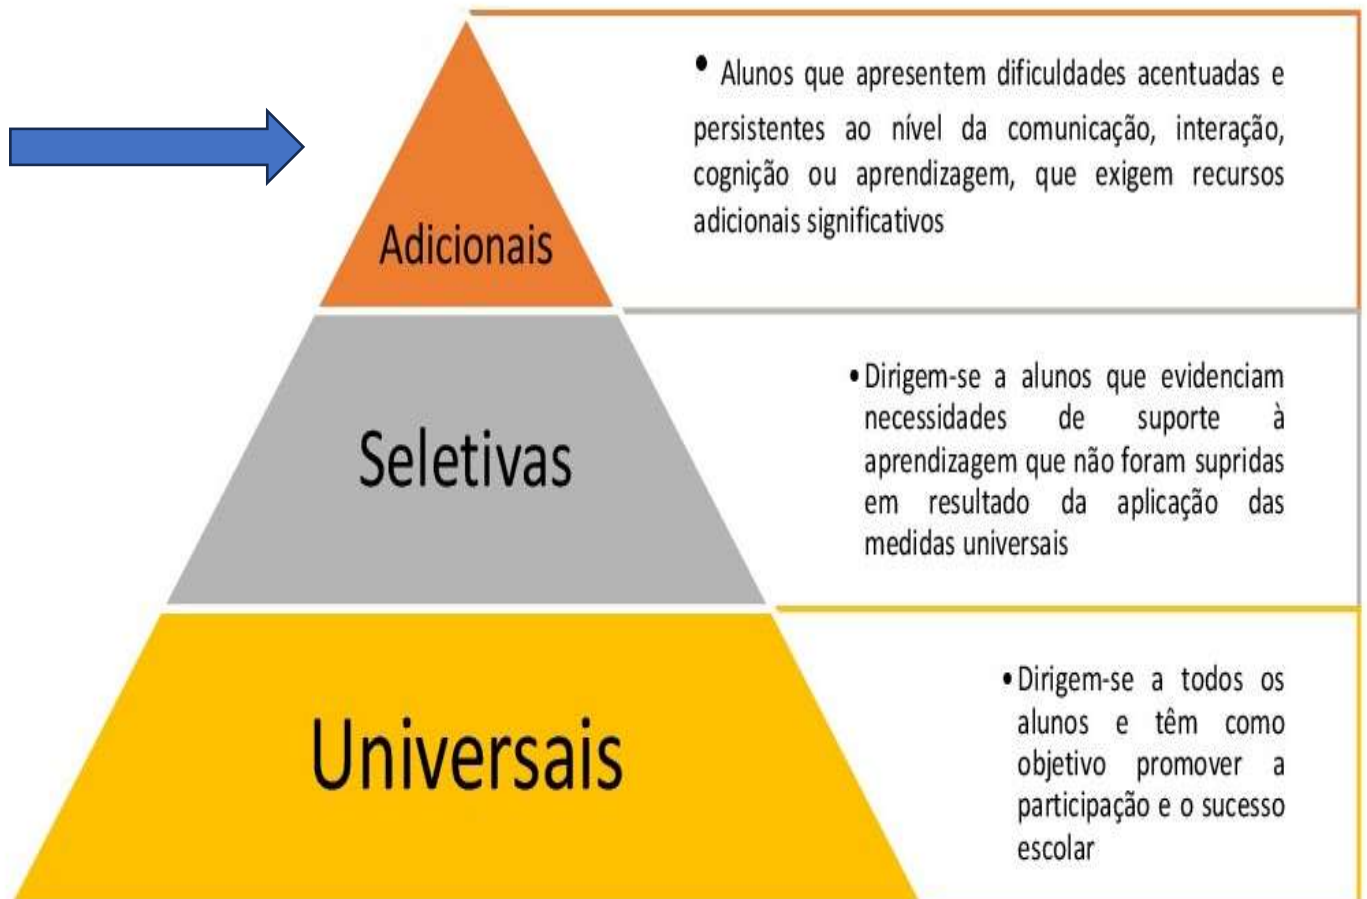 • Alunos que apresentem dificuldades acentuadas e
persistentes ao nível da comunicação, interação,
cognição ou aprendizagem, que exigem recursos
adicionais significativos
Adicionais
•Dirigem-se a alunos que evidenciam
necessidades de suporte à
aprendizagem que não foram supridas
em resultado da aplicação das
medidas universais
Seletivas
•Dirigem-se a todos os
alunos e têm como
objetivo promover a
participação e o sucesso
escolar
Universais